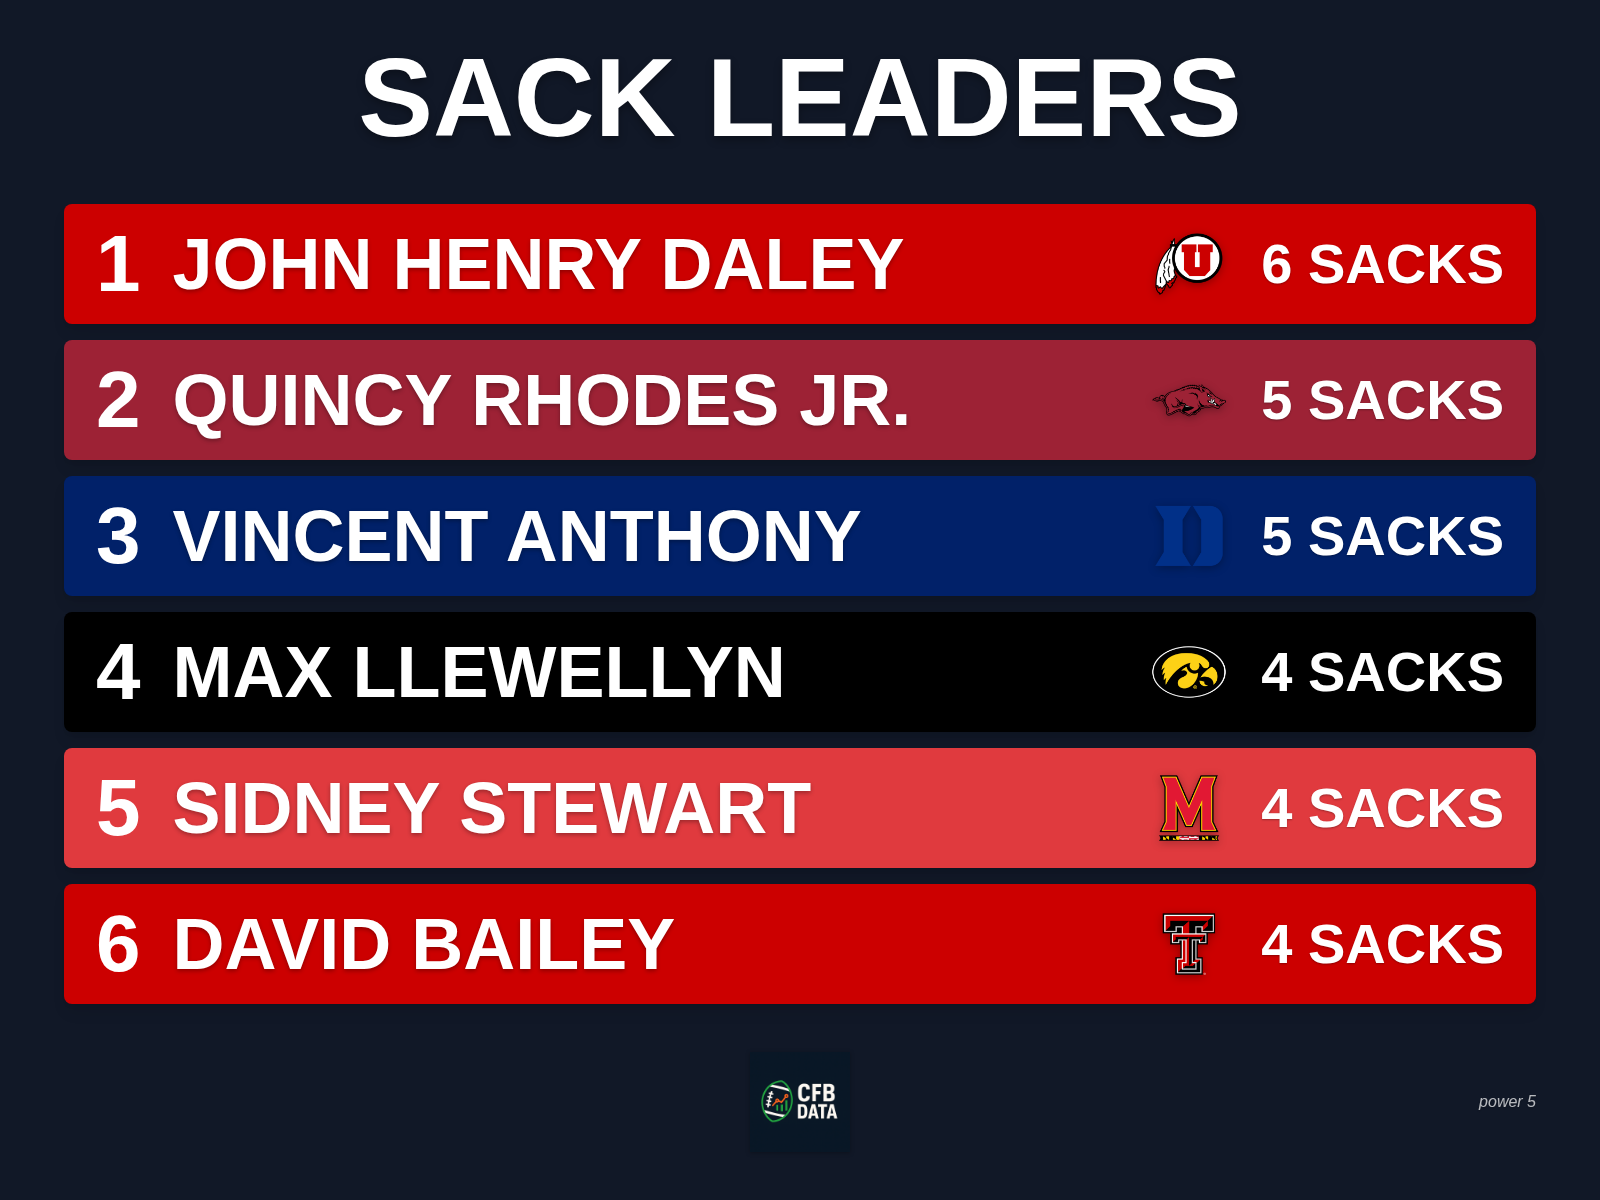 SACK LEADERS
1 JOHN HENRY DALEY U 6 SACKS
2 QUINCY RHODES JR. 5 SACKS
3 VINCENT ANTHONY D 5 SACKS
4 MAX LLEWELLYN 4 SACKS
5 SIDNEY STEWART M 4 SACKS
6 DAVID BAILEY T 4 SACKS
CFB
DATA
power 5